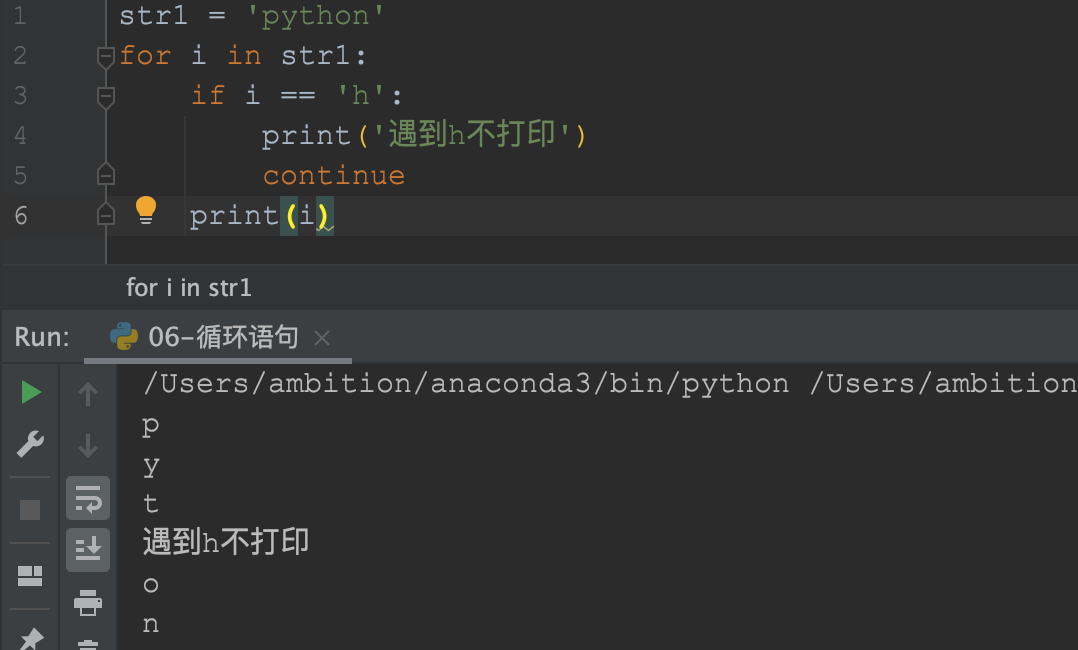 1 str1 = 'python'
2 for i in str1:
3     if i == 'h':
4         print('遇到h不打印')
5         continue
6     print(i)
for i in str1
Run: 06-循环语句 ×
/Users/ambition/anaconda3/bin/python /Users/ambition
p
y
t
遇到h不打印
o
n